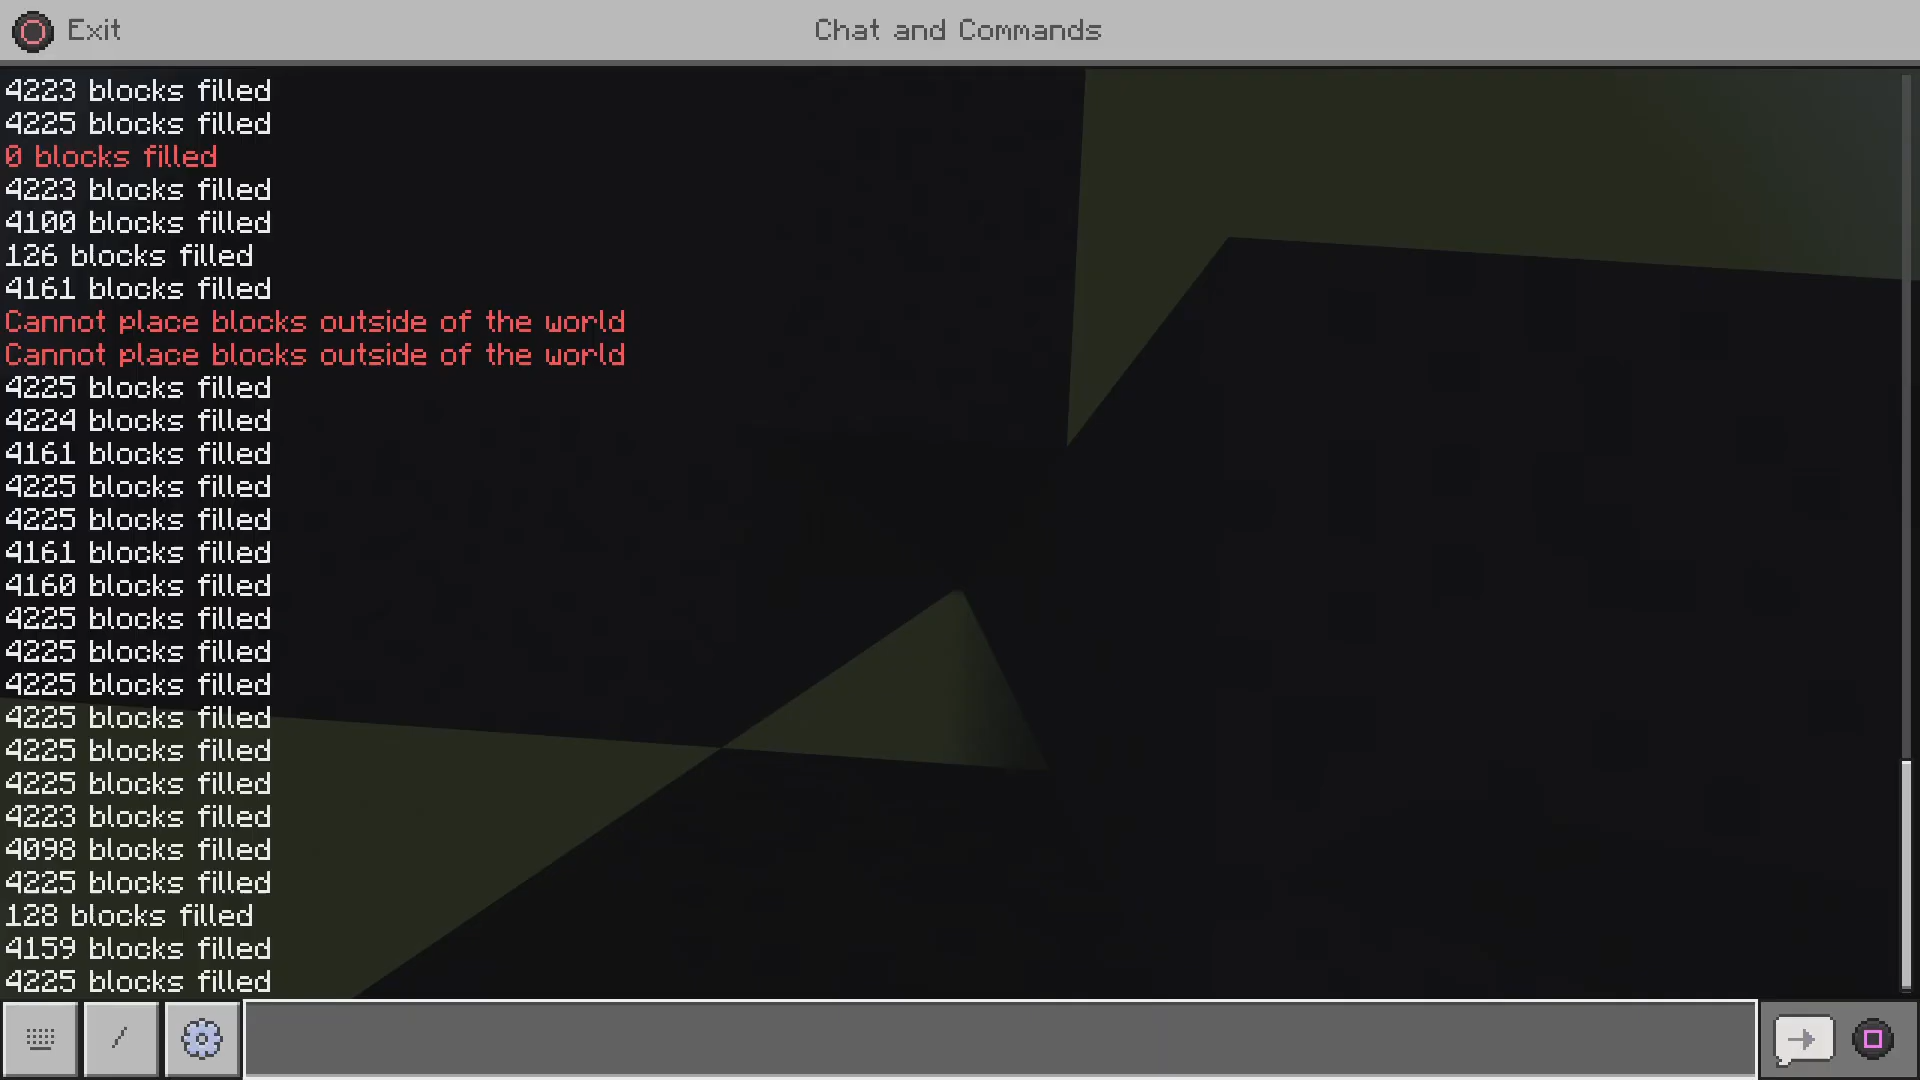 Exit
Chat and Commands
4223 blocks filled
4225 blocks filled
0 blocks filled
4223 blocks filled
4100 blocks filled
126 blocks filled
4161 blocks filled
Cannot place blocks outside of the world
Cannot place blocks outside of the world
4225 blocks filled
4224 blocks filled
4161 blocks filled
4225 blocks filled
4225 blocks filled
4161 blocks filled
4160 blocks filled
4225 blocks filled
4225 blocks filled
4225 blocks filled
4225 blocks filled
4225 blocks filled
4225 blocks filled
4223 blocks filled
4098 blocks filled
4225 blocks filled
128 blocks filled
4159 blocks filled
4225 blocks filled
/